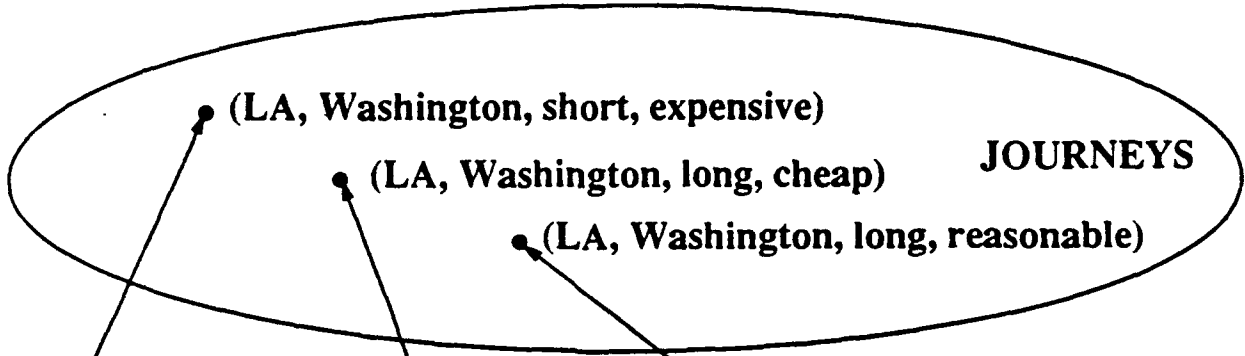 (LA, Washington, short, expensive)
JOURNEYS
(LA, Washington, long, cheap)
(LA, Washington, long, reasonable)